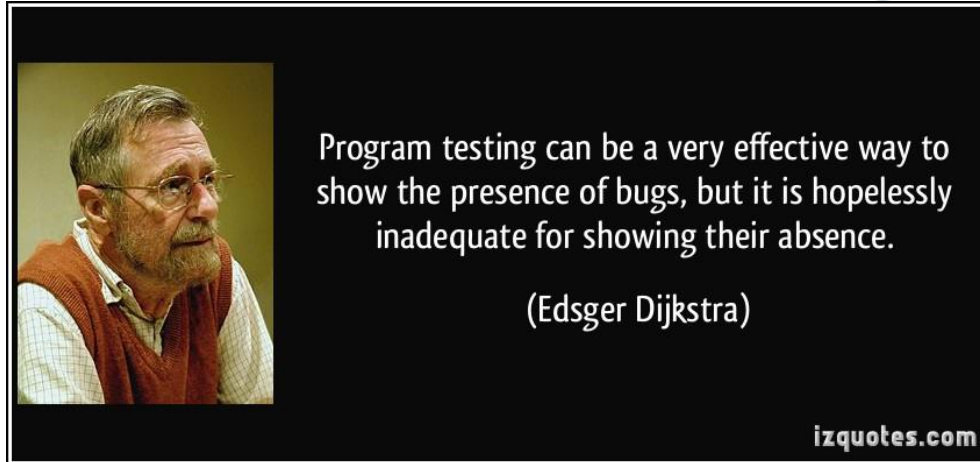 Program testing can be a very effective way to
show the presence of bugs, but it is hopelessly
inadequate for showing their absence.
(Edsger Dijkstra)
izquotes.com